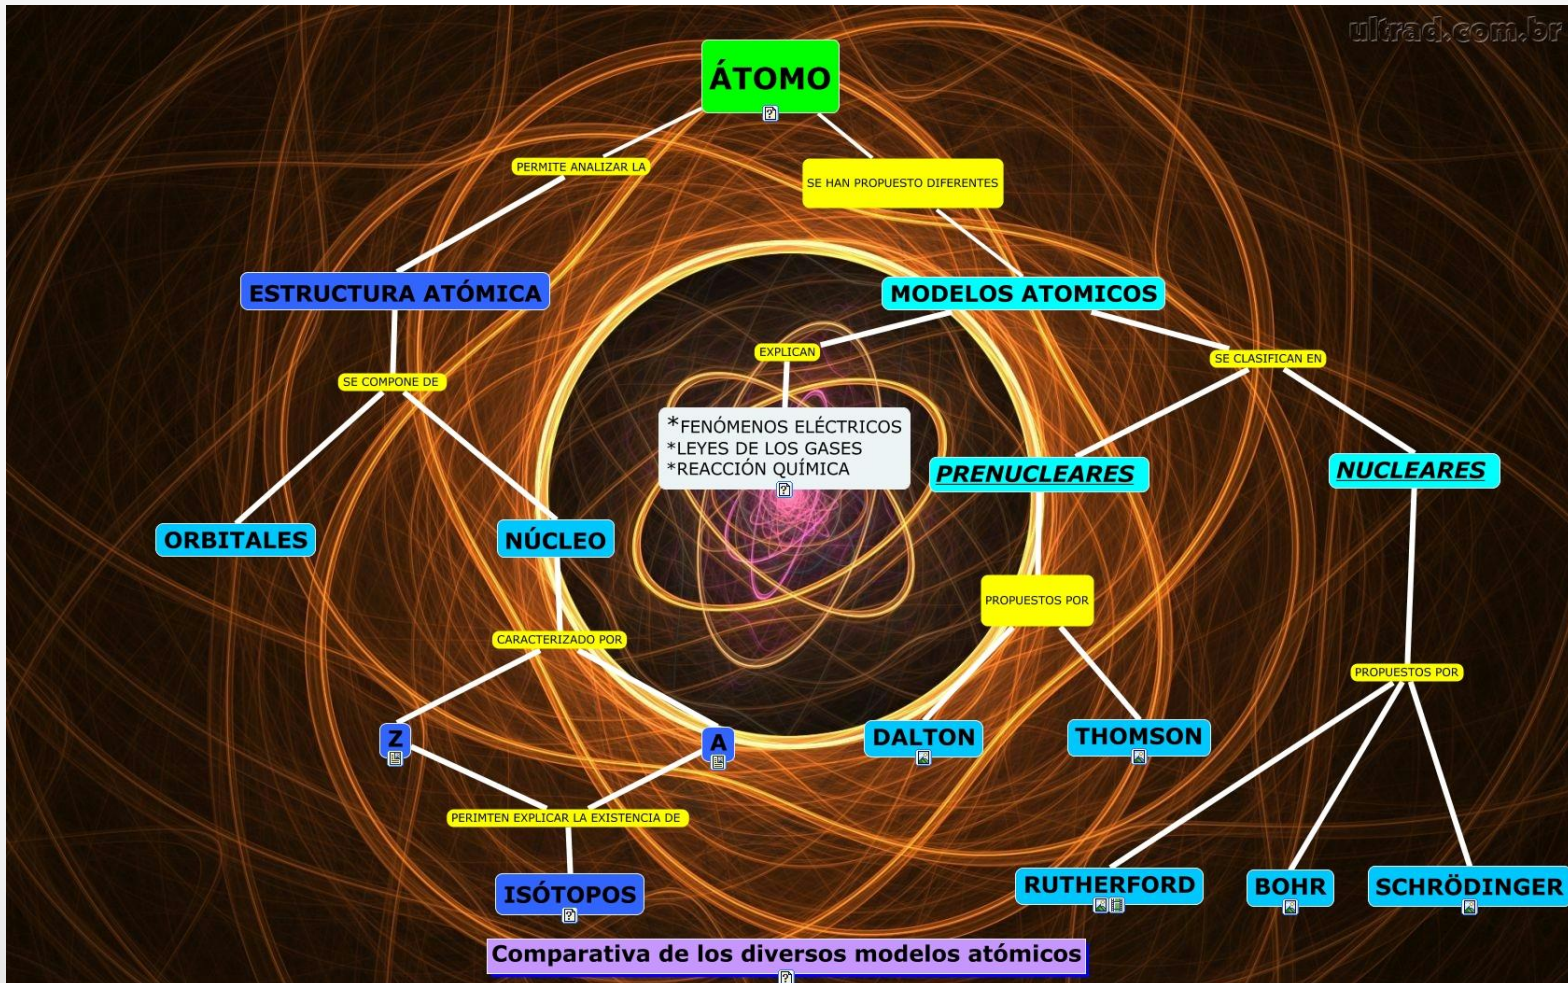 ultrad.com.br
ÁTOMO
PERMITE ANALIZAR LA
SE HAN PROPUESTO DIFERENTES
ESTRUCTURA ATÓMICA
MODELOS ATOMICOS
EXPLICAN
SE CLASIFICAN EN
SE COMPONE DE
*FENÓMENOS ELÉCTRICOS
*LEYES DE LOS GASES
*REACCIÓN QUÍMICA
PRENUCLEARES
NUCLEARES
ORBITALES
NÚCLEO
PROPUESTOS POR
CARACTERIZADO POR
PROPUESTOS POR
Z
A
DALTON
THOMSON
PERIMTEN EXPLICAR LA EXISTENCIA DE
ISÓTOPOS
RUTHERFORD
BOHR
SCHRÖDINGER
Comparativa de los diversos modelos atómicos